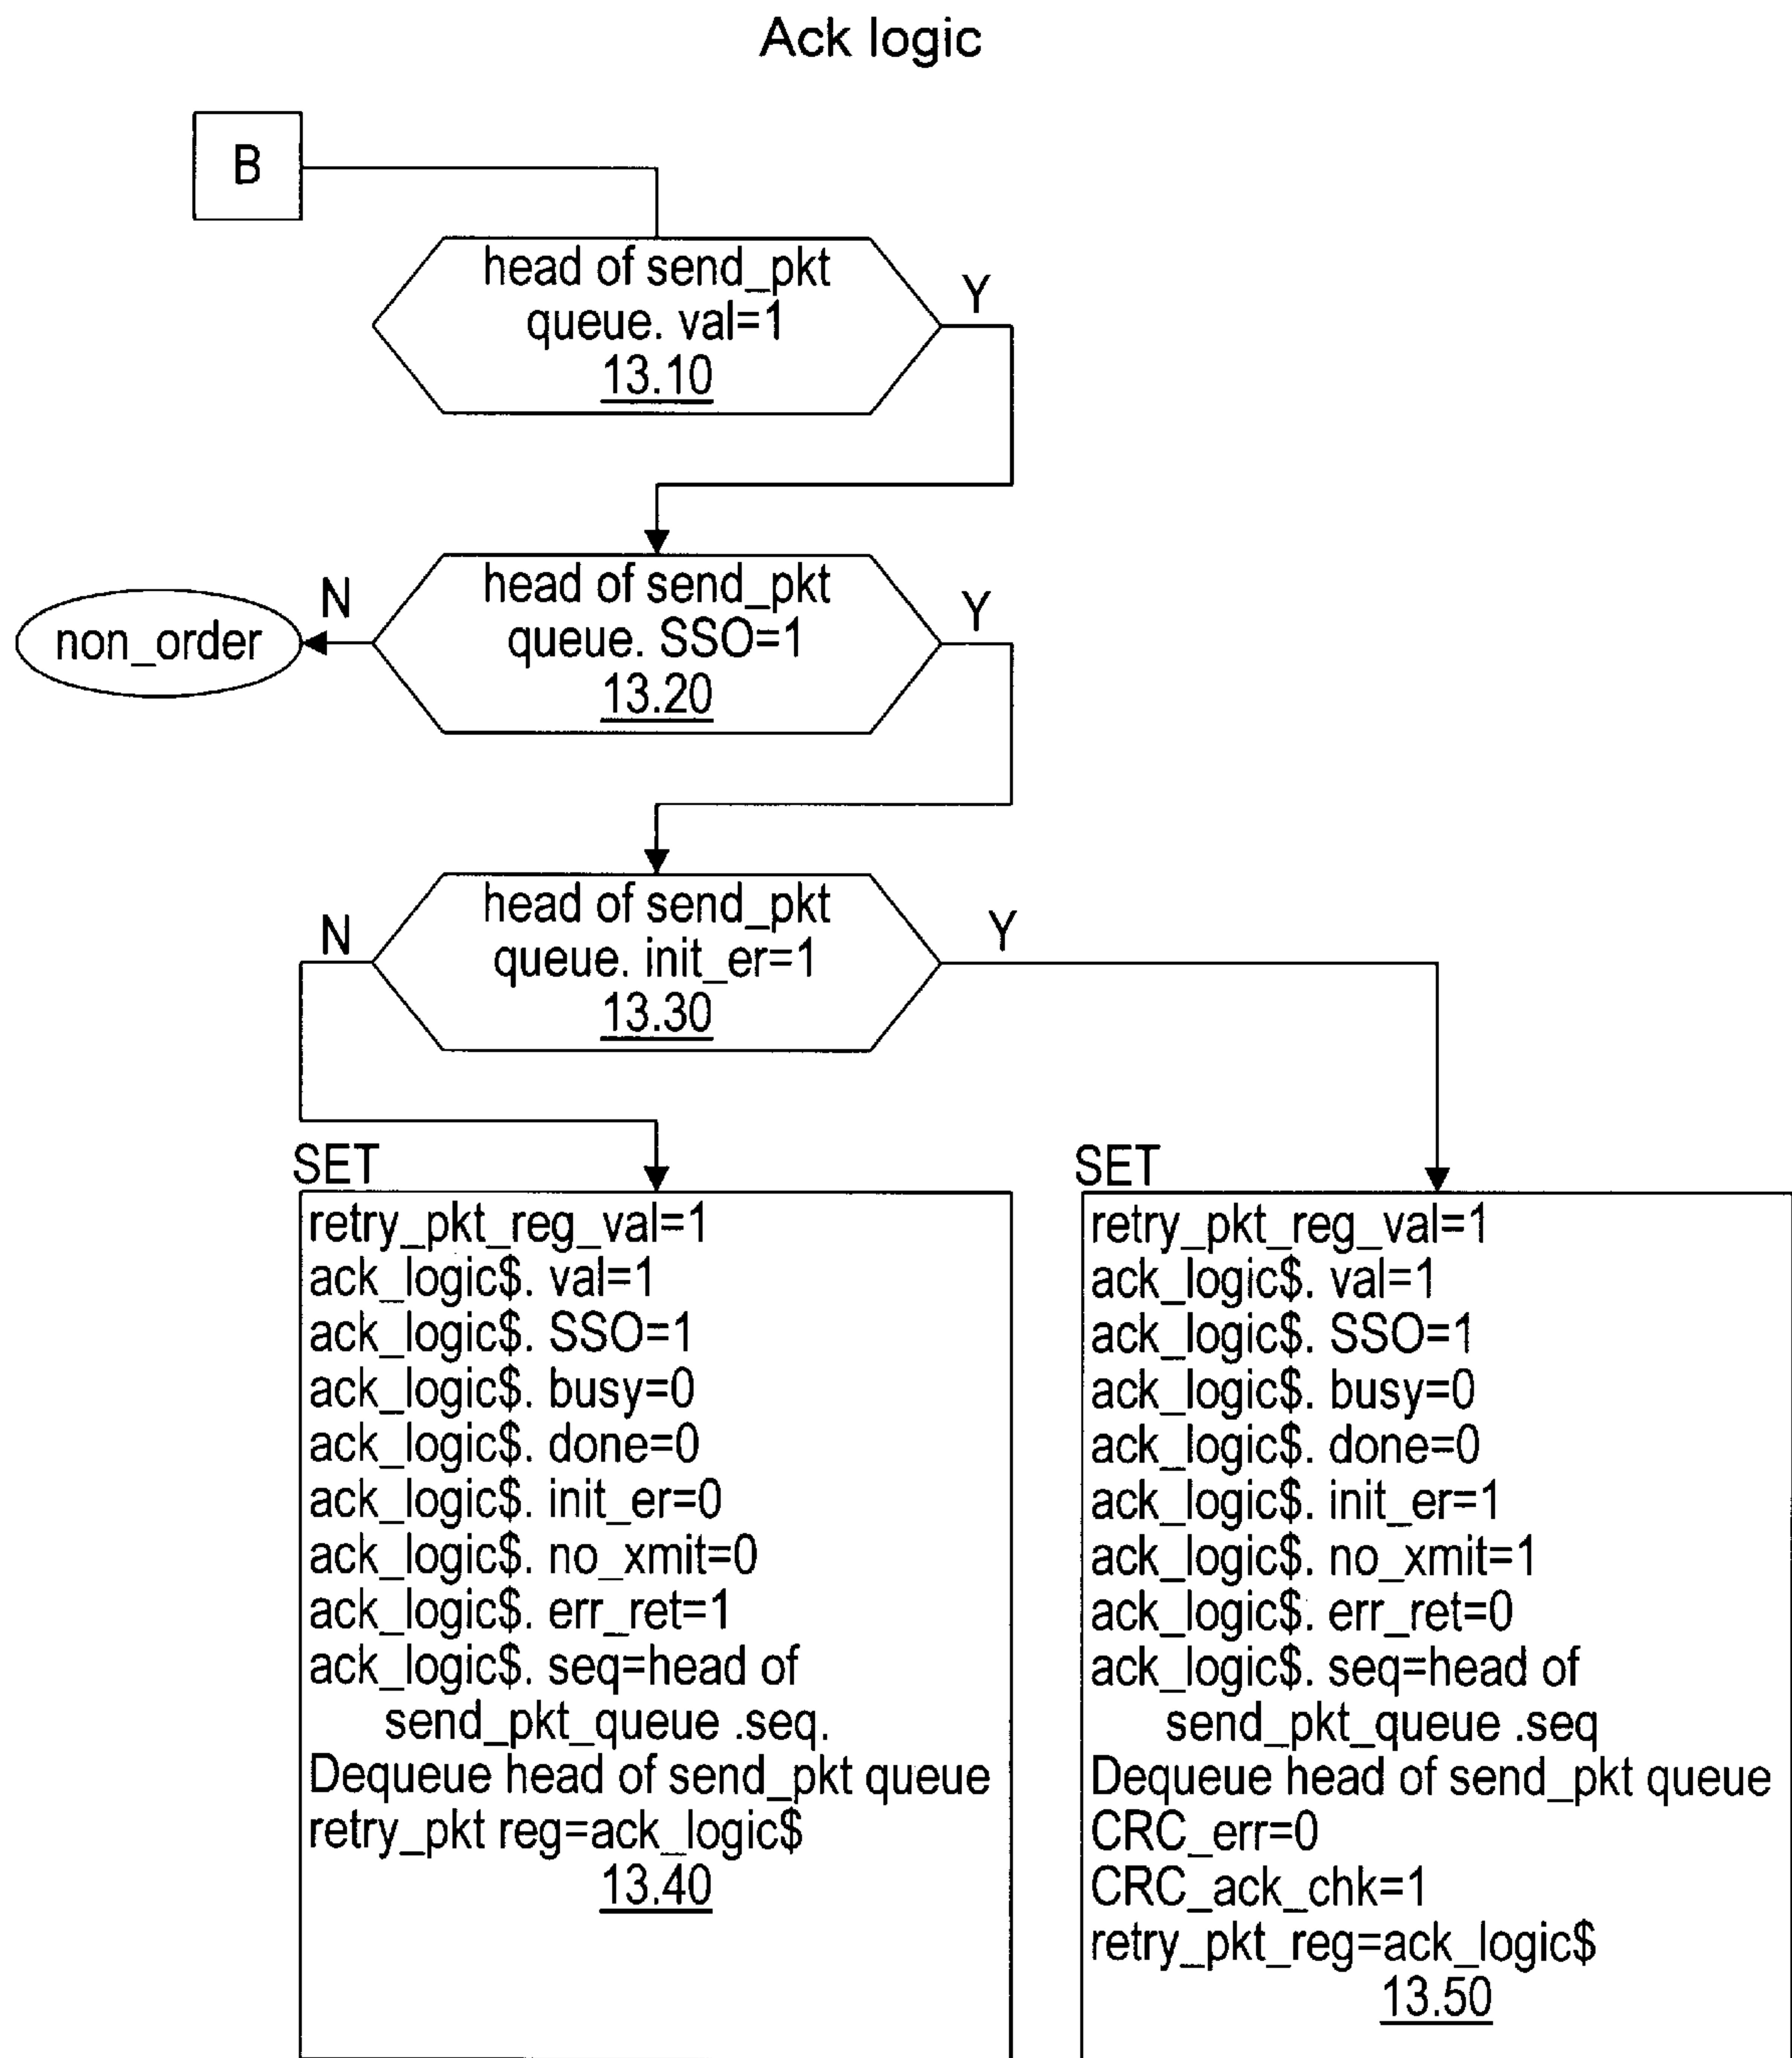 Ack logic
B
head of send_pkt
queue. val=1
13.10
Y
head of send_pkt
queue. SSO=1
13.20
N
Y
non_order
head of send_pkt
queue. init_er=1
13.30
N
Y
SET
retry_pkt_reg_val=1
ack_logic$. val=1
ack_logic$. SSO=1
ack_logic$. busy=0
ack_logic$. done=0
ack_logic$. init_er=0
ack_logic$. no_xmit=0
ack_logic$. err_ret=1
ack_logic$. seq=head of
send_pkt_queue .seq.
Dequeue head of send_pkt queue
retry_pkt reg=ack_logic$
13.40
SET
retry_pkt_reg_val=1
ack_logic$. val=1
ack_logic$. SSO=1
ack_logic$. busy=0
ack_logic$. done=0
ack_logic$. init_er=1
ack_logic$. no_xmit=1
ack_logic$. err_ret=0
ack_logic$. seq=head of
send_pkt_queue .seq
Dequeue head of send_pkt queue
CRC_err=0
CRC_ack_chk=1
retry_pkt_reg=ack_logic$
13.50